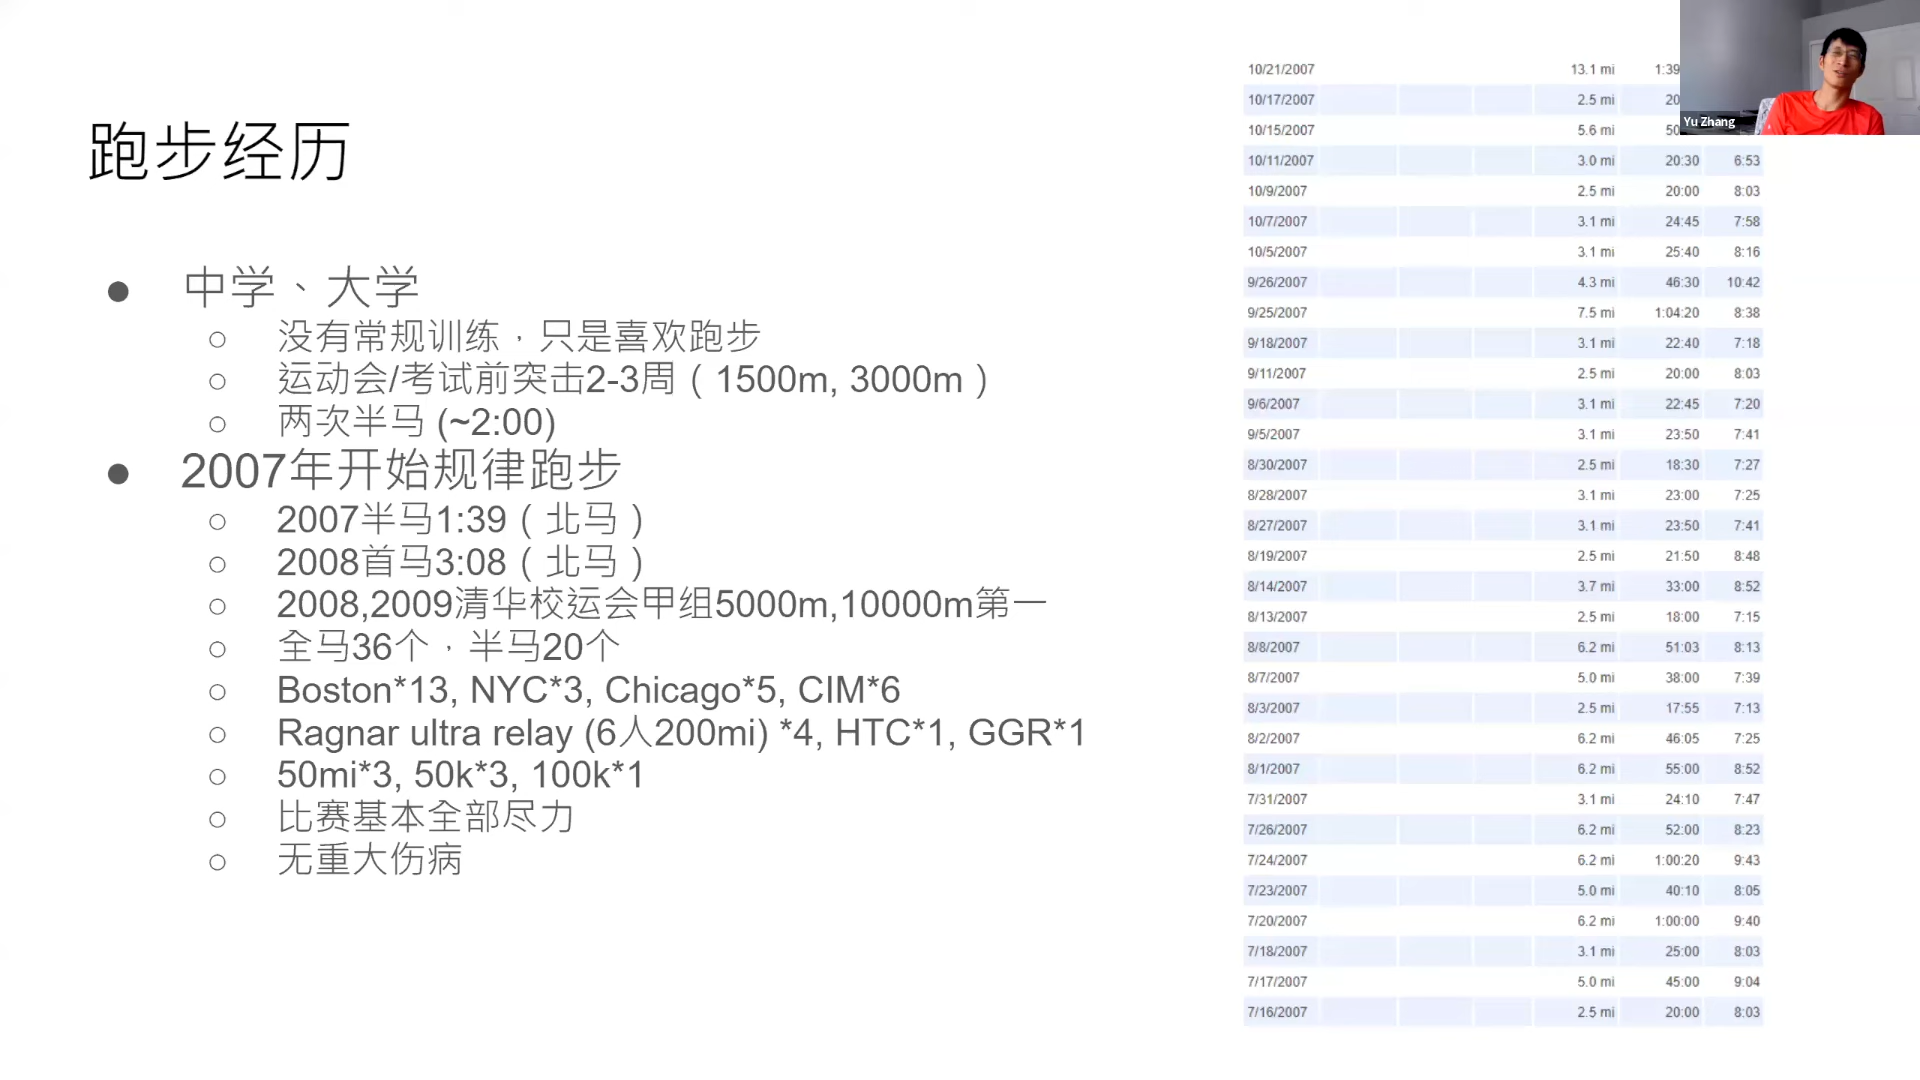 跑步经历
● 中学、大学
○ 没有常规训练，只是喜欢跑步
○ 运动会/考试前突击2-3周（1500m, 3000m）
○ 两次半马 (~2:00)
● 2007年开始规律跑步
○ 2007半马1:39（北马）
○ 2008首马3:08（北马）
○ 2008,2009清华校运会甲组5000m,10000m第一
○ 全马36个，半马20个
○ Boston*13, NYC*3, Chicago*5, CIM*6
○ Ragnar ultra relay (6人200mi) *4, HTC*1, GGR*1
○ 50mi*3, 50k*3, 100k*1
○ 比赛基本全部尽力
○ 无重大伤病
10/21/2007 13.1 mi 1:39
10/17/2007 2.5 mi 20
10/15/2007 5.6 mi 50
10/11/2007 3.0 mi 20:30 6:53
10/9/2007 2.5 mi 20:00 8:03
10/7/2007 3.1 mi 24:45 7:58
10/5/2007 3.1 mi 25:40 8:16
9/26/2007 4.3 mi 46:30 10:42
9/25/2007 7.5 mi 1:04:20 8:38
9/18/2007 3.1 mi 22:40 7:18
9/11/2007 2.5 mi 20:00 8:03
9/6/2007 3.1 mi 22:45 7:20
9/5/2007 3.1 mi 23:50 7:41
8/30/2007 2.5 mi 18:30 7:27
8/28/2007 3.1 mi 23:00 7:25
8/27/2007 3.1 mi 23:50 7:41
8/19/2007 2.5 mi 21:50 8:48
8/14/2007 3.7 mi 33:00 8:52
8/13/2007 2.5 mi 18:00 7:15
8/8/2007 6.2 mi 51:03 8:13
8/7/2007 5.0 mi 38:00 7:39
8/3/2007 2.5 mi 17:55 7:13
8/2/2007 6.2 mi 46:05 7:25
8/1/2007 6.2 mi 55:00 8:52
7/31/2007 3.1 mi 24:10 7:47
7/26/2007 6.2 mi 52:00 8:23
7/24/2007 6.2 mi 1:00:20 9:43
7/23/2007 5.0 mi 40:10 8:05
7/20/2007 6.2 mi 1:00:00 9:40
7/18/2007 3.1 mi 25:00 8:03
7/17/2007 5.0 mi 45:00 9:04
7/16/2007 2.5 mi 20:00 8:03
Yu Zhang